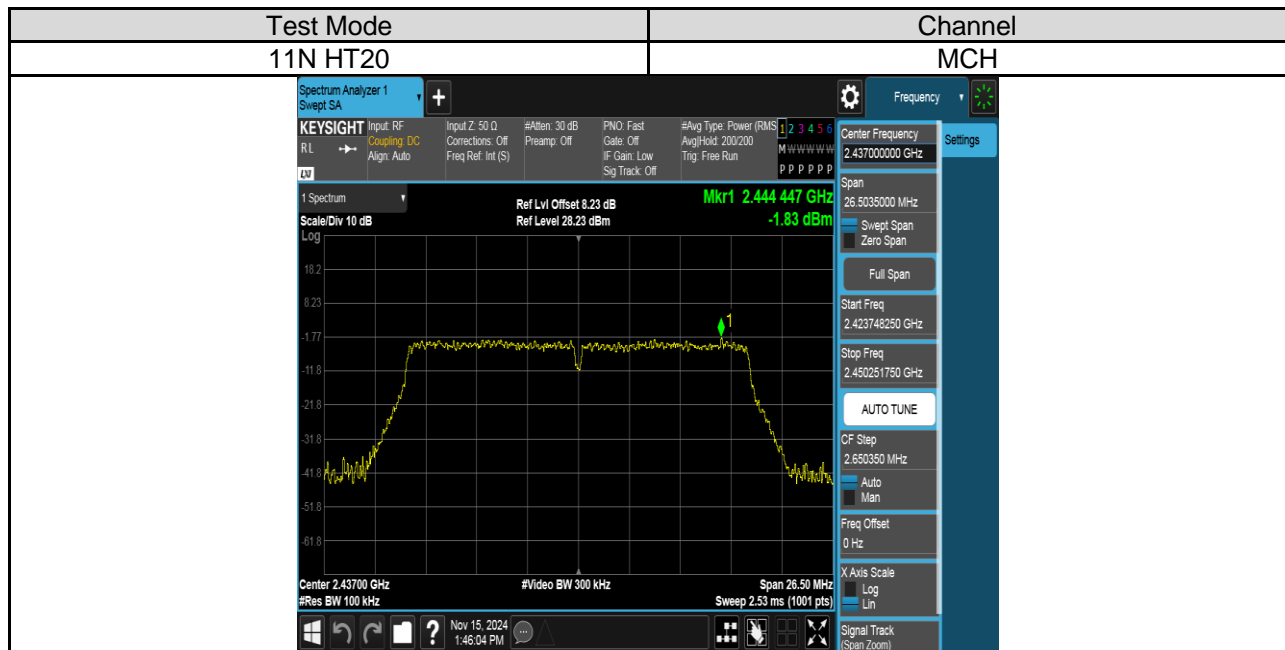 Test Mode Channel
11N HT20 MCH
Spectrum Analyzer 1
Swept SA
+
Frequency
KEYSIGHT
RL
LXI
Input: RF
Coupling: DC
Align: Auto
Input Z: 50 Ω
Corrections: Off
Freq Ref: Int (S)
#Atten: 30 dB
Preamp: Off
PNO: Fast
Gate: Off
IF Gain: Low
Sig Track: Off
#Avg Type: Power (RMS
Avg|Hold: 200/200
Trig: Free Run
1 2 3 4 5 6
M W W W W W
P P P P P P
1 Spectrum
Scale/Div 10 dB
Ref Lvl Offset 8.23 dB
Ref Level 28.23 dBm
Mkr1 2.444 447 GHz
-1.83 dBm
Log
18.2
8.23
-1.77
-11.8
-21.8
-31.8
-41.8
-51.8
-61.8
1
Center 2.43700 GHz
#Res BW 100 kHz
#Video BW 300 kHz
Span 26.50 MHz
Sweep 2.53 ms (1001 pts)
Center Frequency
2.437000000 GHz
Settings
Span
26.5035000 MHz
Swept Span
Zero Span
Full Span
Start Freq
2.423748250 GHz
Stop Freq
2.450251750 GHz
AUTO TUNE
CF Step
2.650350 MHz
Auto
Man
Freq Offset
0 Hz
X Axis Scale
Log
Lin
Signal Track
(Span Zoom)
?
Nov 15, 2024
1:46:04 PM